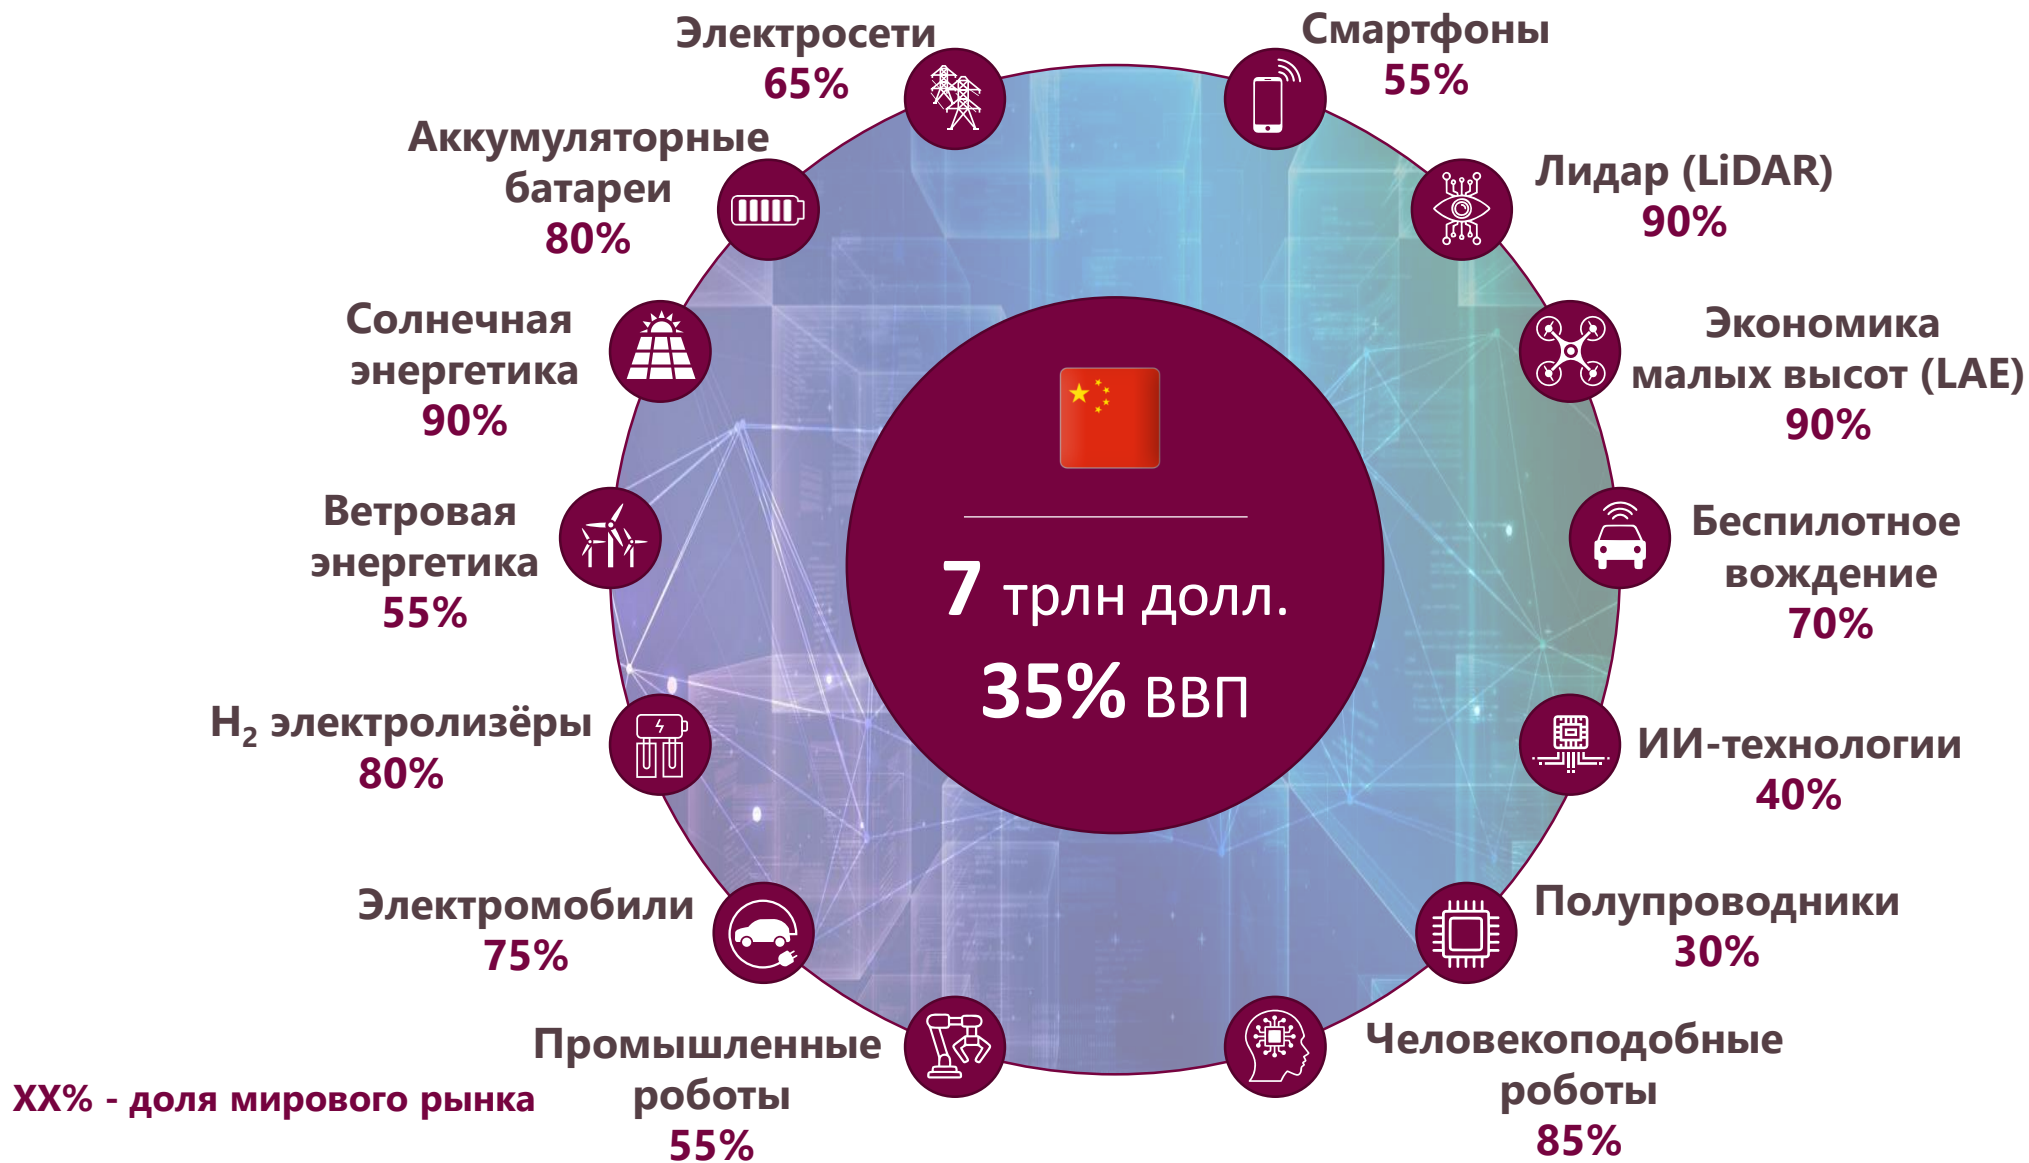 Электросети
65%
Аккумуляторные
батареи
80%
Солнечная
энергетика
90%
Ветровая
энергетика
55%
H₂ электролизёры
80%
Электромобили
75%
Промышленные
роботы
55%
Смартфоны
55%
Лидар (LiDAR)
90%
Экономика
малых высот (LAE)
90%
Беспилотное
вождение
70%
ИИ-технологии
40%
Полупроводники
30%
Человекоподобные
роботы
85%
7 трлн долл.
35% ВВП
XX% - доля мирового рынка